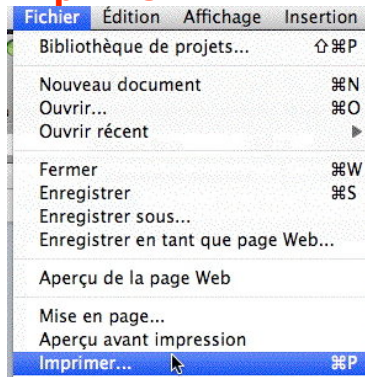 Fichier Édition Affichage Insertion
Bibliothèque de projets... ⇧⌘P
Nouveau document ⌘N
Ouvrir... ⌘O
Ouvrir récent ▶
Fermer ⌘W
Enregistrer ⌘S
Enregistrer sous...
Enregistrer en tant que page Web...
Aperçu de la page Web
Mise en page...
Aperçu avant impression
Imprimer... ⌘P